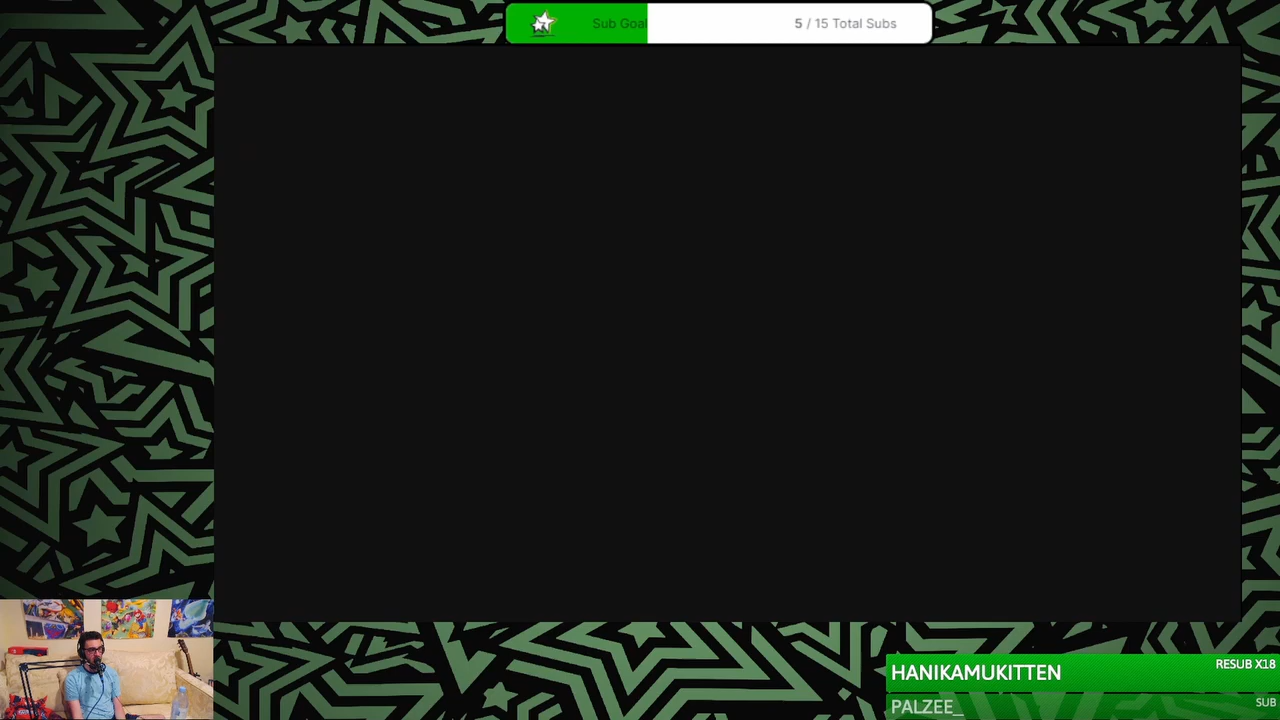 Sub Goal 5 / 15 Total Subs
HANIKAMUKITTEN RESUB X18
PALZEE_ SUB